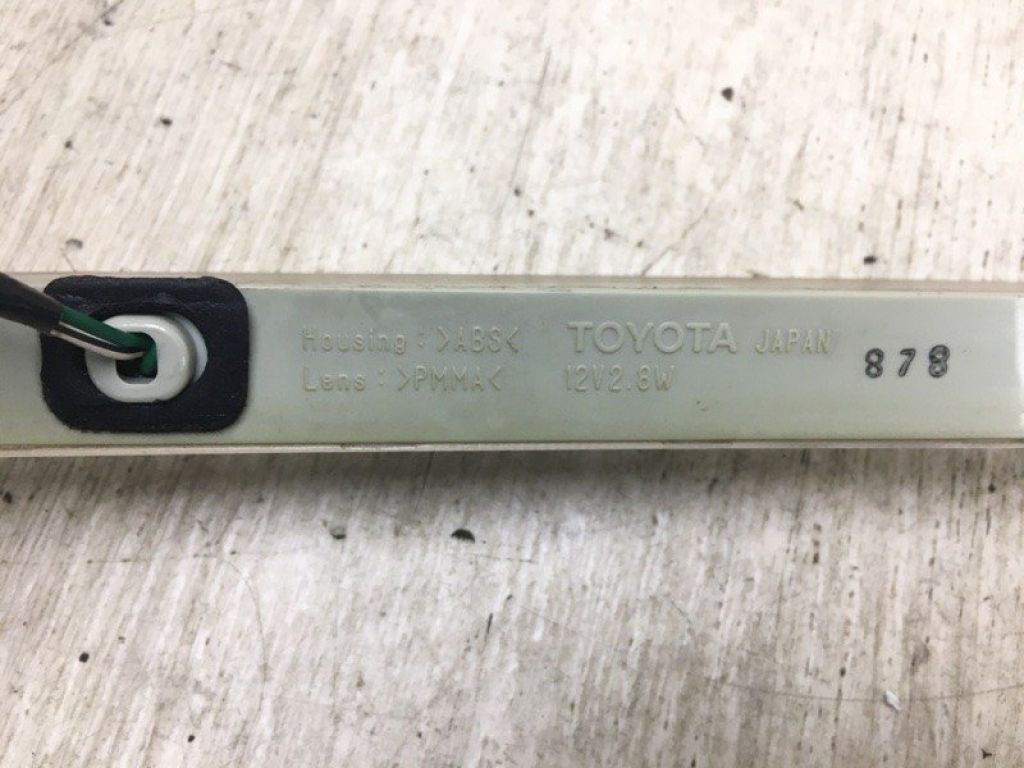 Housing : >ABS< TOYOTA JAPAN 878
Lens : >PMMA< 12V2.8W